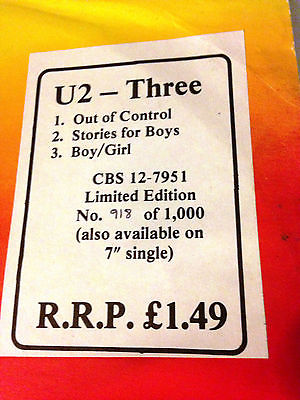 U2 – Three
1. Out of Control
2. Stories for Boys
3. Boy/Girl
CBS 12-7951
Limited Edition
No. 918 of 1,000
(also available on
7″ single)
R.R.P. £1.49